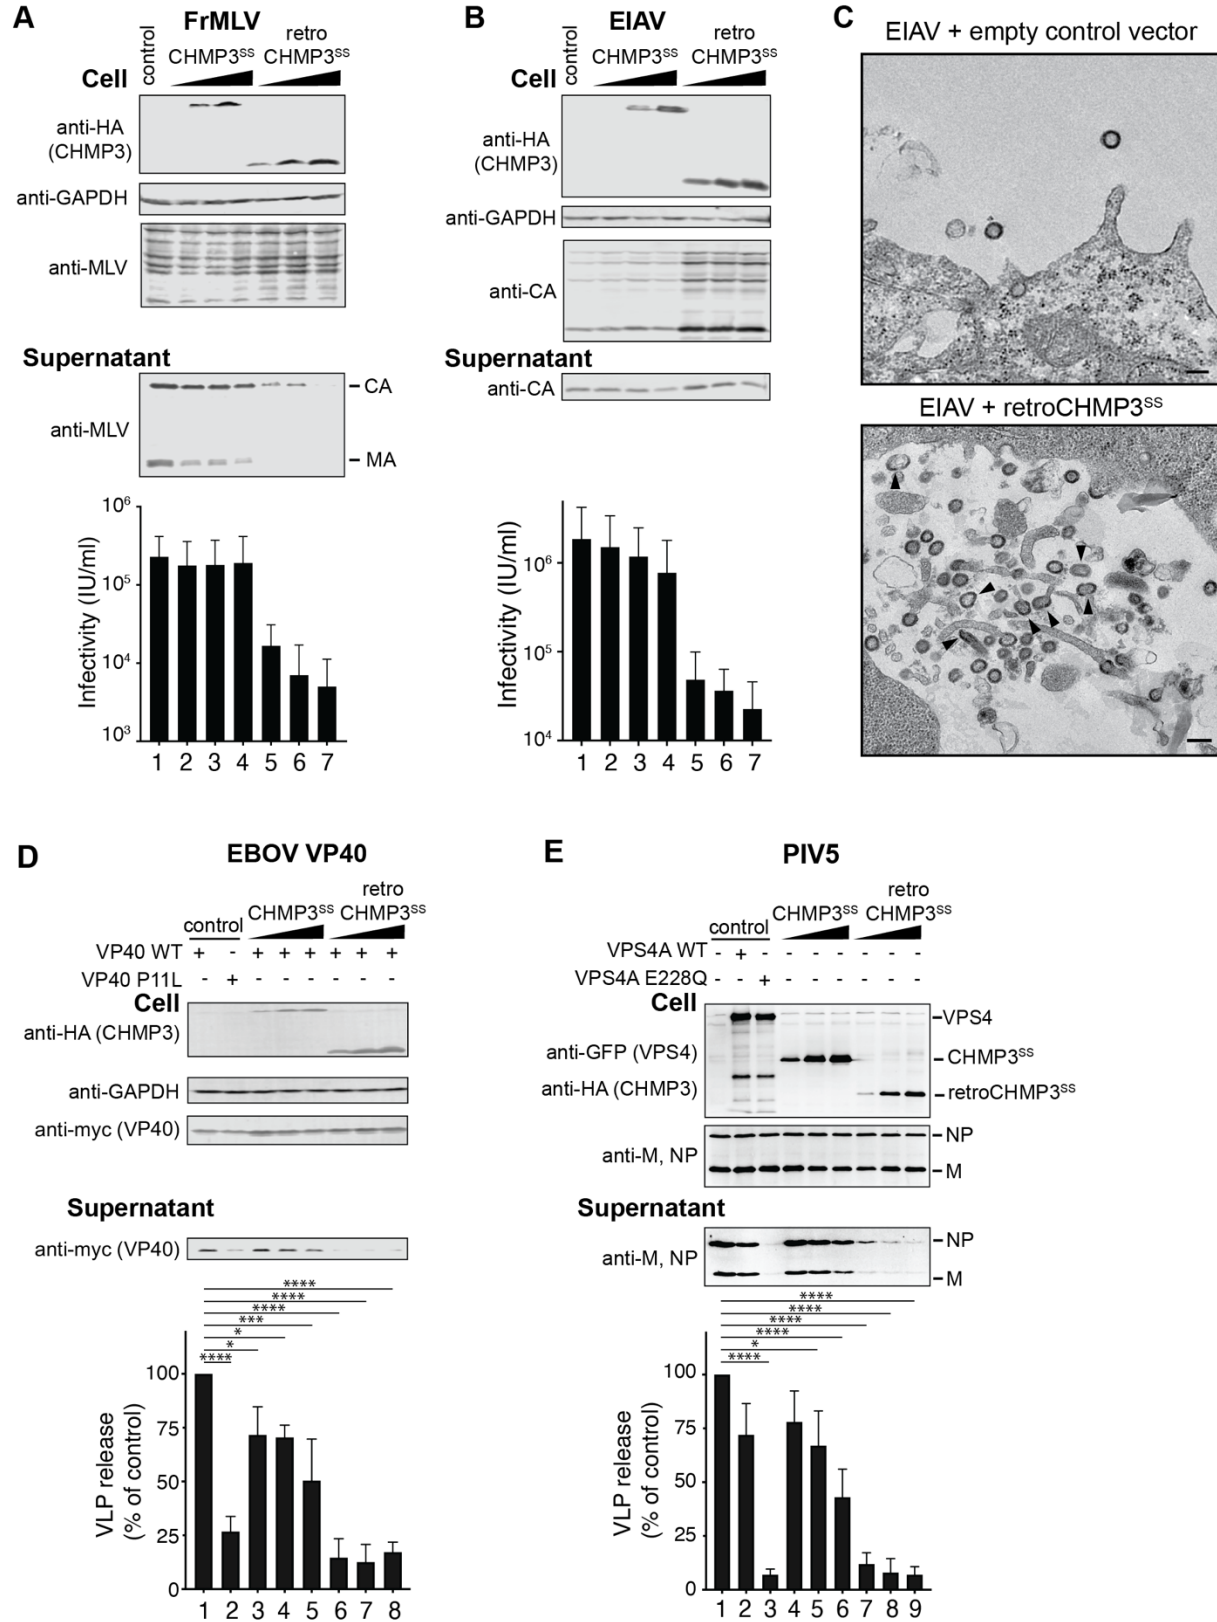 A
FrMLV
control
CHMP3SS
retro
CHMP3SS
Cell
anti-HA
(CHMP3)
anti-GAPDH
anti-MLV
Supernatant
anti-MLV
CA
MA
Infectivity (IU/ml)
10^6
10^5
10^4
10^3
1 2 3 4 5 6 7
B
EIAV
control
CHMP3SS
retro
CHMP3SS
Cell
anti-HA
(CHMP3)
anti-GAPDH
anti-CA
Supernatant
anti-CA
Infectivity (IU/ml)
10^6
10^5
10^4
1 2 3 4 5 6 7
C
EIAV + empty control vector
EIAV + retroCHMP3SS
D
EBOV VP40
control
CHMP3SS
retro
CHMP3SS
VP40 WT + - + + + + + +
VP40 P11L - + - - - - - -
Cell
anti-HA (CHMP3)
anti-GAPDH
anti-myc (VP40)
Supernatant
anti-myc (VP40)
****
****
****
***
*
*
****
VLP release
(% of control)
100
75
50
25
0
1 2 3 4 5 6 7 8
E
PIV5
control
CHMP3SS
retro
CHMP3SS
VPS4A WT - + - - - - - - -
VPS4A E228Q - - + - - - - - -
Cell
anti-GFP (VPS4)
anti-HA (CHMP3)
VPS4
CHMP3SS
retroCHMP3SS
anti-M, NP
NP
M
Supernatant
anti-M, NP
NP
M
****
****
****
****
*
****
VLP release
(% of control)
100
75
50
25
0
1 2 3 4 5 6 7 8 9